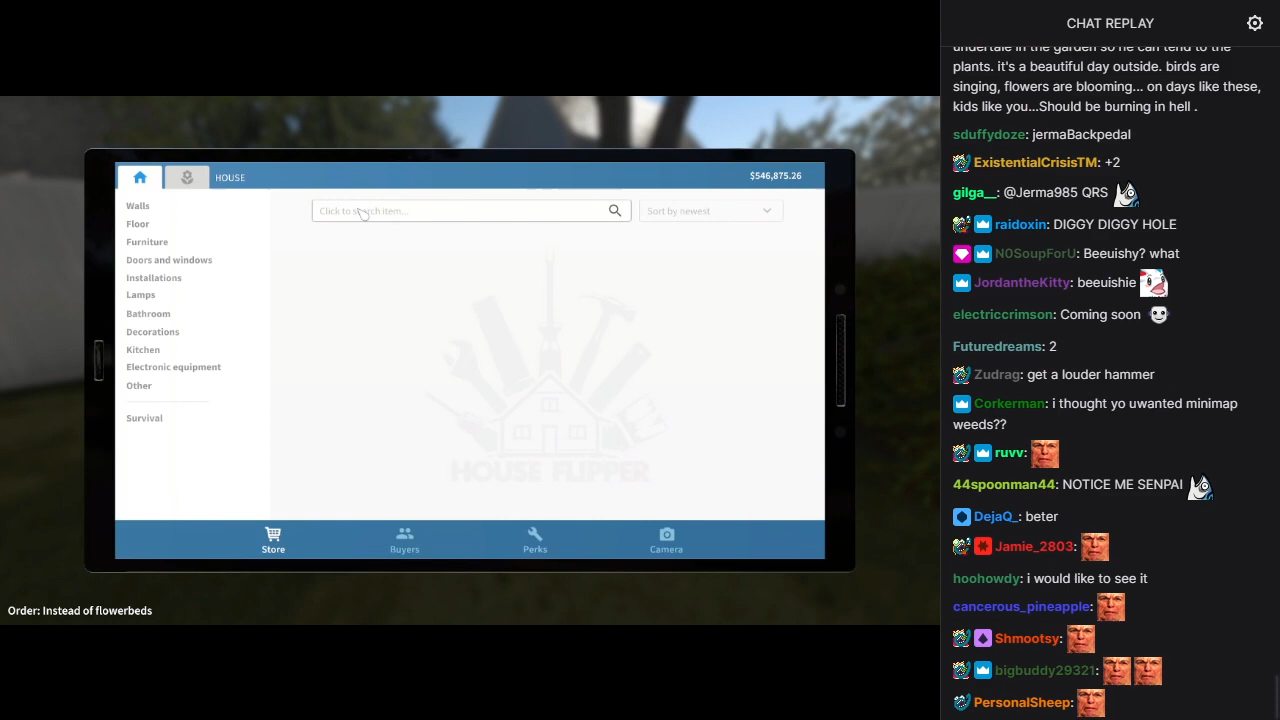 HOUSE
$546,875.26
Walls
Floor
Furniture
Doors and windows
Installations
Lamps
Bathroom
Decorations
Kitchen
Electronic equipment
Other
Survival
Click to search item...
Sort by newest
HOUSE FLIPPER
Store
Buyers
Perks
Camera
Order: Instead of flowerbeds
CHAT REPLAY
undertale in the garden so he can tend to the
plants. it's a beautiful day outside. birds are
singing, flowers are blooming... on days like these,
kids like you...Should be burning in hell .
sduffydoze: jermaBackpedal
ExistentialCrisisTM: +2
gilga__: @Jerma985 QRS
raidoxin: DIGGY DIGGY HOLE
N0SoupForU: Beeuishy? what
JordantheKitty: beeuishie
electriccrimson: Coming soon
Futuredreams: 2
Zudrag: get a louder hammer
Corkerman: i thought yo uwanted minimap
weeds??
ruvv:
44spoonman44: NOTICE ME SENPAI
DejaQ_: beter
Jamie_2803:
hoohowdy: i would like to see it
cancerous_pineapple:
Shmootsy:
bigbuddy29321:
PersonalSheep: